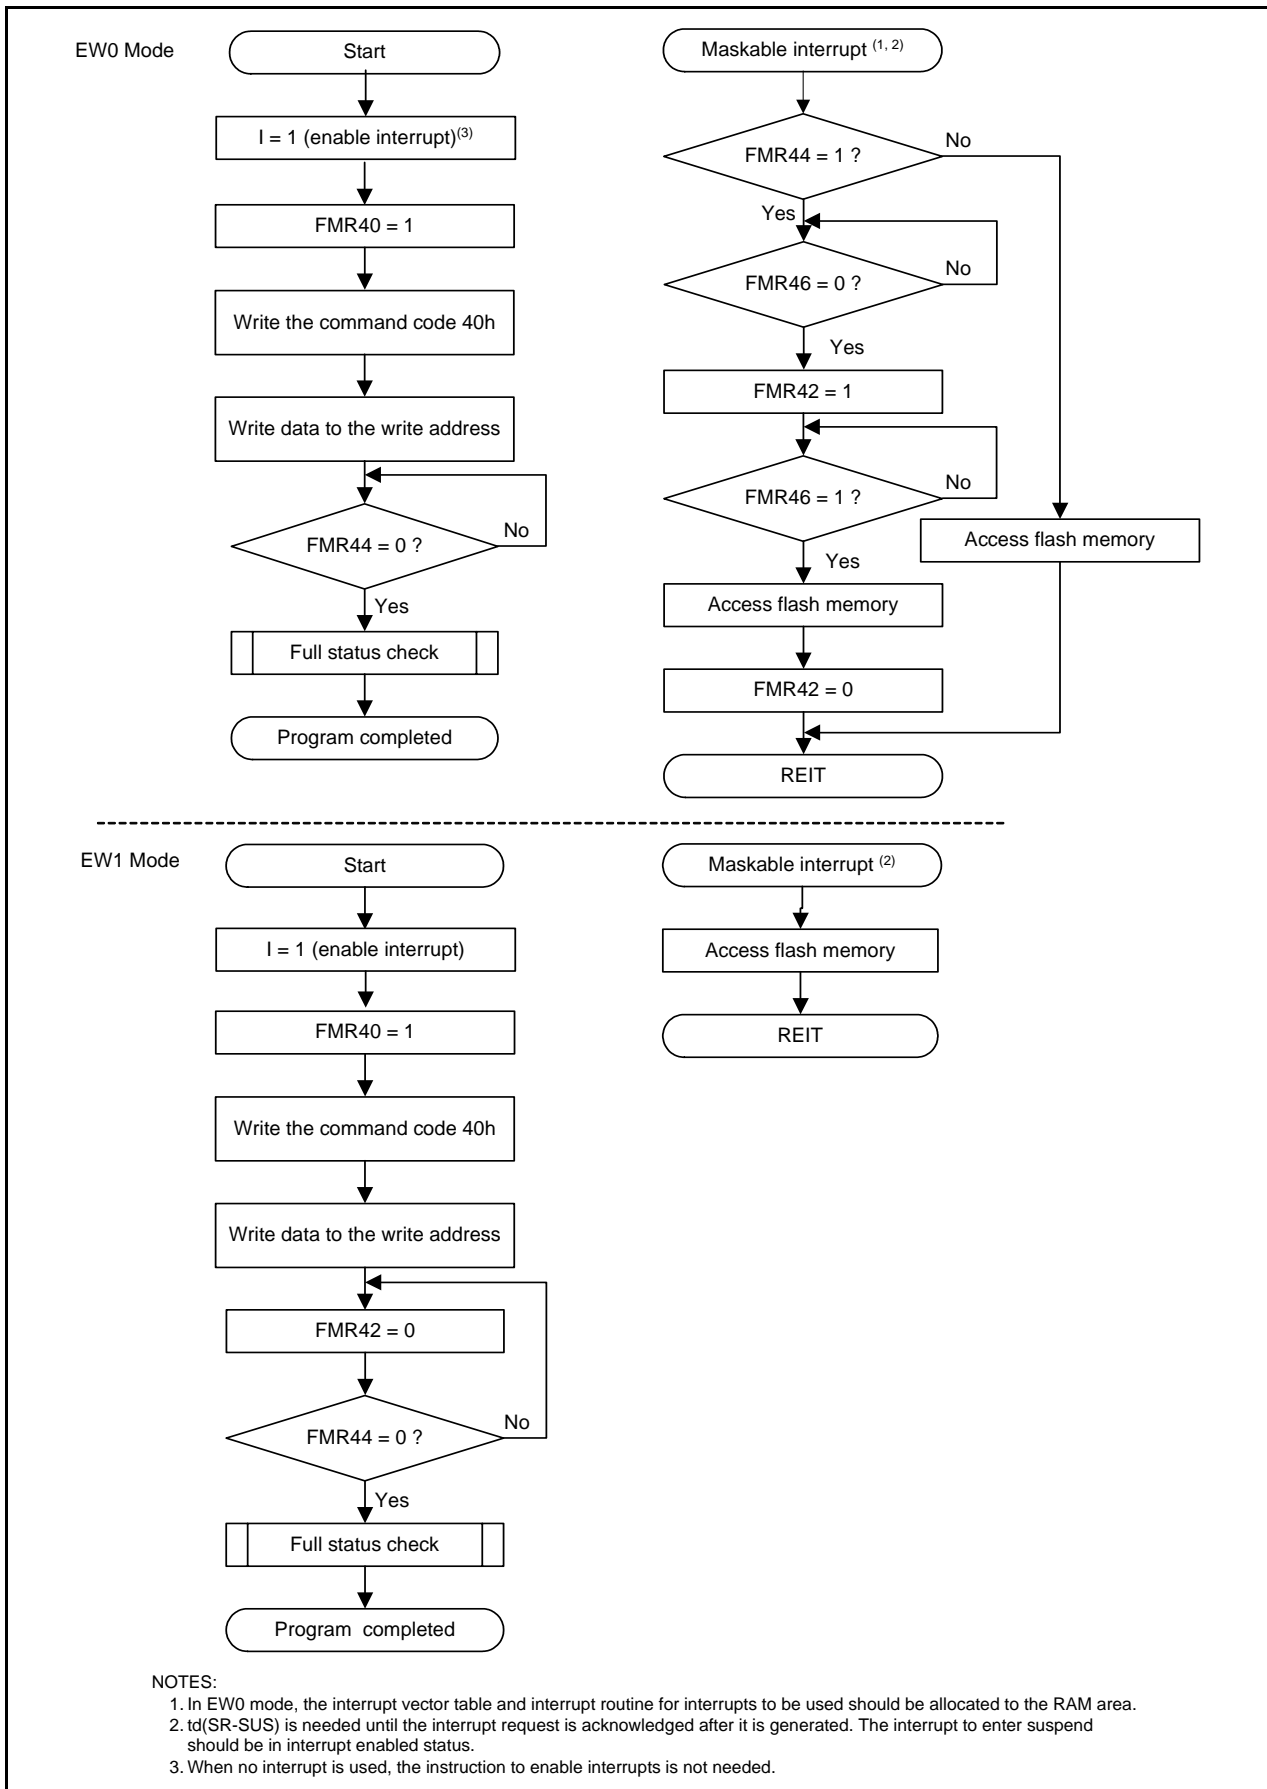 EW0 Mode
Start
I = 1 (enable interrupt)(3)
FMR40 = 1
Write the command code 40h
Write data to the write address
FMR44 = 0 ?
No
Yes
Full status check
Program completed
Maskable interrupt (1, 2)
FMR44 = 1 ?
No
Yes
FMR46 = 0 ?
No
Yes
FMR42 = 1
FMR46 = 1 ?
No
Yes
Access flash memory
Access flash memory
FMR42 = 0
REIT
EW1 Mode
Start
I = 1 (enable interrupt)
FMR40 = 1
Write the command code 40h
Write data to the write address
FMR42 = 0
FMR44 = 0 ?
No
Yes
Full status check
Program completed
Maskable interrupt (2)
Access flash memory
REIT
NOTES:
1. In EW0 mode, the interrupt vector table and interrupt routine for interrupts to be used should be allocated to the RAM area.
2. td(SR-SUS) is needed until the interrupt request is acknowledged after it is generated. The interrupt to enter suspend
should be in interrupt enabled status.
3. When no interrupt is used, the instruction to enable interrupts is not needed.